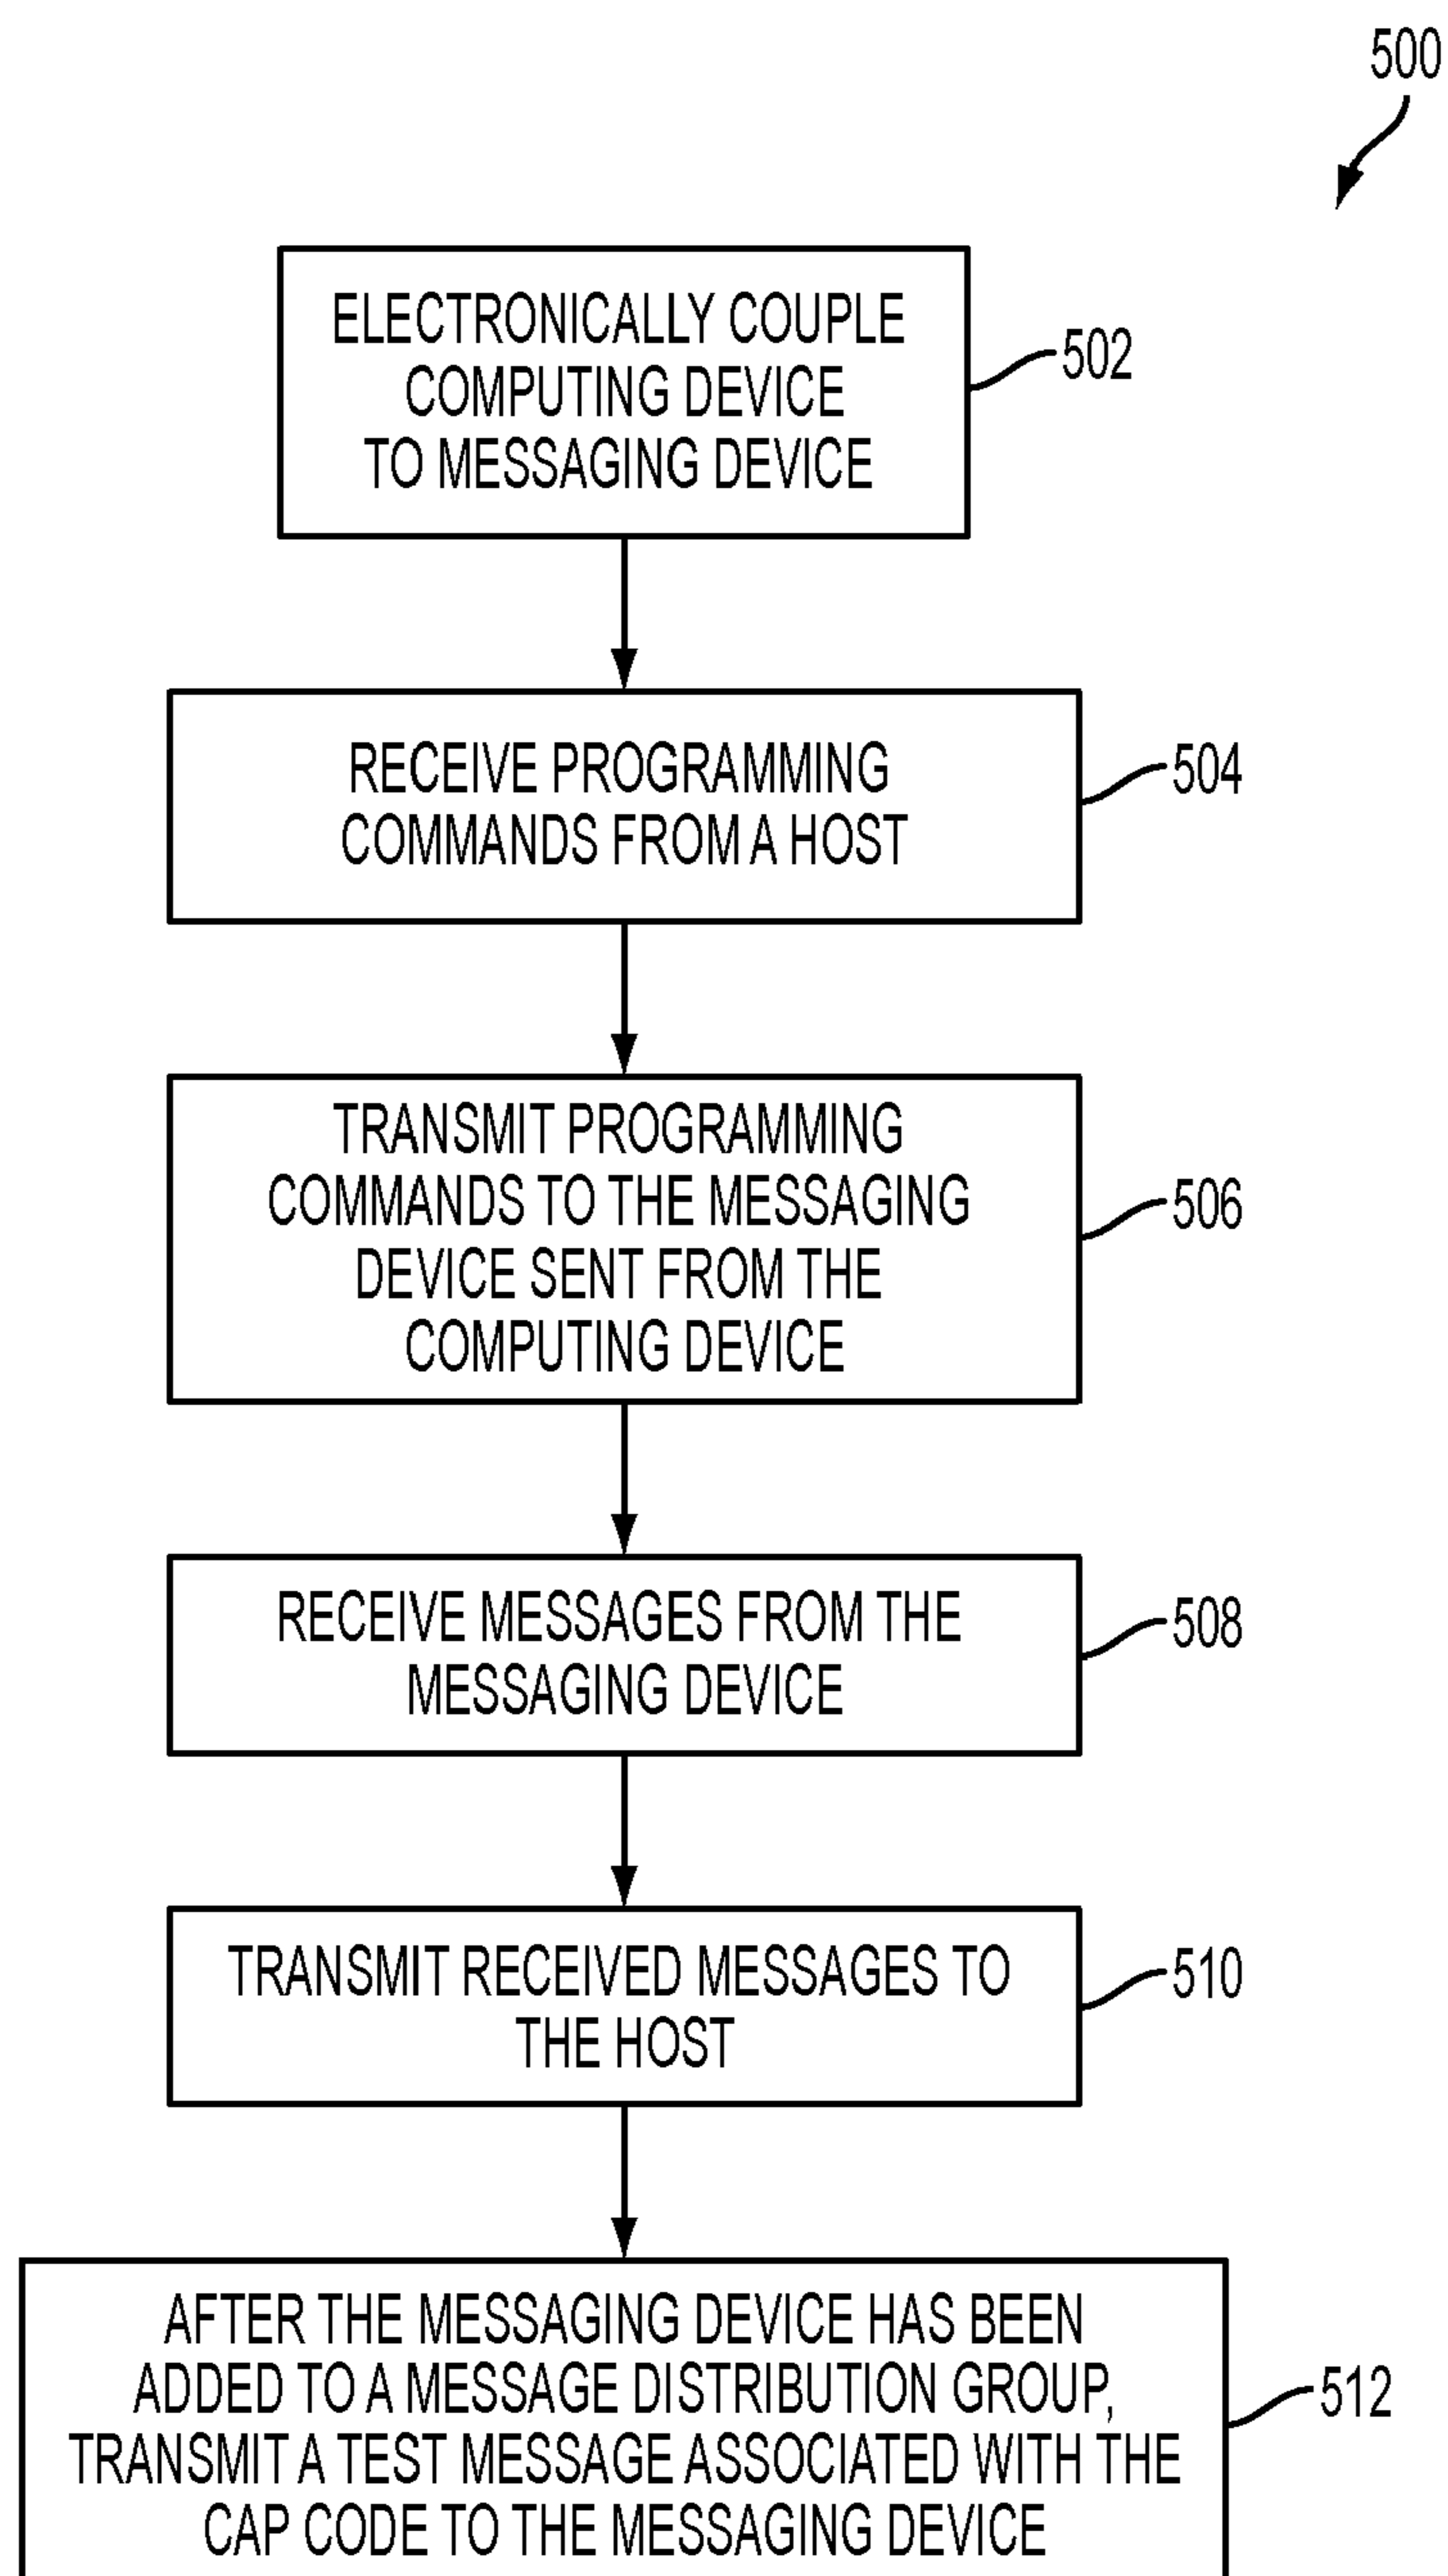 500
ELECTRONICALLY COUPLE
COMPUTING DEVICE
TO MESSAGING DEVICE
502
RECEIVE PROGRAMMING
COMMANDS FROM A HOST
504
TRANSMIT PROGRAMMING
COMMANDS TO THE MESSAGING
DEVICE SENT FROM THE
COMPUTING DEVICE
506
RECEIVE MESSAGES FROM THE
MESSAGING DEVICE
508
TRANSMIT RECEIVED MESSAGES TO
THE HOST
510
AFTER THE MESSAGING DEVICE HAS BEEN
ADDED TO A MESSAGE DISTRIBUTION GROUP,
TRANSMIT A TEST MESSAGE ASSOCIATED WITH THE
CAP CODE TO THE MESSAGING DEVICE
512